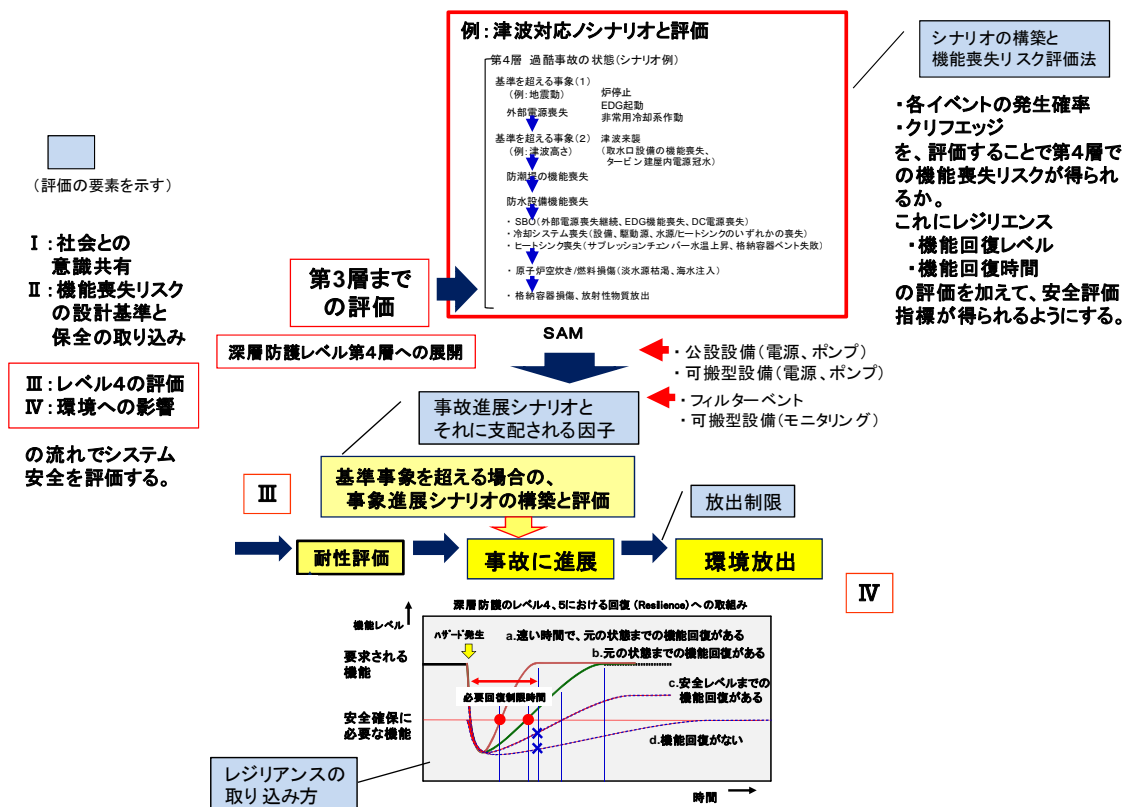 例：津波対応ノシナリオと評価
第4層 過酷事故の状態(シナリオ例)
基準を超える事象(1)
(例:地震動)
炉停止
EDG起動
非常用冷却系作動
外部電源喪失
基準を超える事象(2)
(例:津波高さ)
津波来襲
(取水口設備の機能喪失、
タービン建屋内電源冠水)
防潮堤の機能喪失
防水設備機能喪失
・SBO(外部電源喪失継続、EDG機能喪失、DC電源喪失)
・冷却システム喪失(設備、駆動源、水源/ヒートシンクのいずれかの喪失)
・ヒートシンク喪失(サプレッションチェンバー水温上昇、格納容器ベント失敗)
・原子炉空炊き/燃料損傷(淡水源枯渇、海水注入)
・格納容器損傷、放射性物質放出
シナリオの構築と
機能喪失リスク評価法
・各イベントの発生確率
・クリフエッジ
を、評価することで第4層で
の機能喪失リスクが得られ
るか。
これにレジリエンス
・機能回復レベル
・機能回復時間
の評価を加えて、安全評価
指標が得られるようにする。
(評価の要素を示す)
Ⅰ：社会との
意識共有
Ⅱ：機能喪失リスク
の設計基準と
保全の取り込み
Ⅲ：レベル4の評価
Ⅳ：環境への影響
の流れでシステム
安全を評価する。
第3層まで
の評価
深層防護レベル第4層への展開
SAM
・公設設備(電源、ポンプ)
・可搬型設備(電源、ポンプ)
・フィルターベント
・可搬型設備(モニタリング)
事故進展シナリオと
それに支配される因子
Ⅲ
基準事象を超える場合の、
事象進展シナリオの構築と評価
放出制限
耐性評価
事故に進展
環境放出
Ⅳ
深層防護のレベル4、5における回復(Resilience)への取組み
機能レベル
ハザード発生
a.速い時間で、元の状態までの機能回復がある
b.元の状態までの機能回復がある
要求される
機能
c.安全レベルまでの
機能回復がある
必要回復制限時間
安全確保に
必要な機能
d.機能回復がない
レジリアンスの
取り込み方
時間